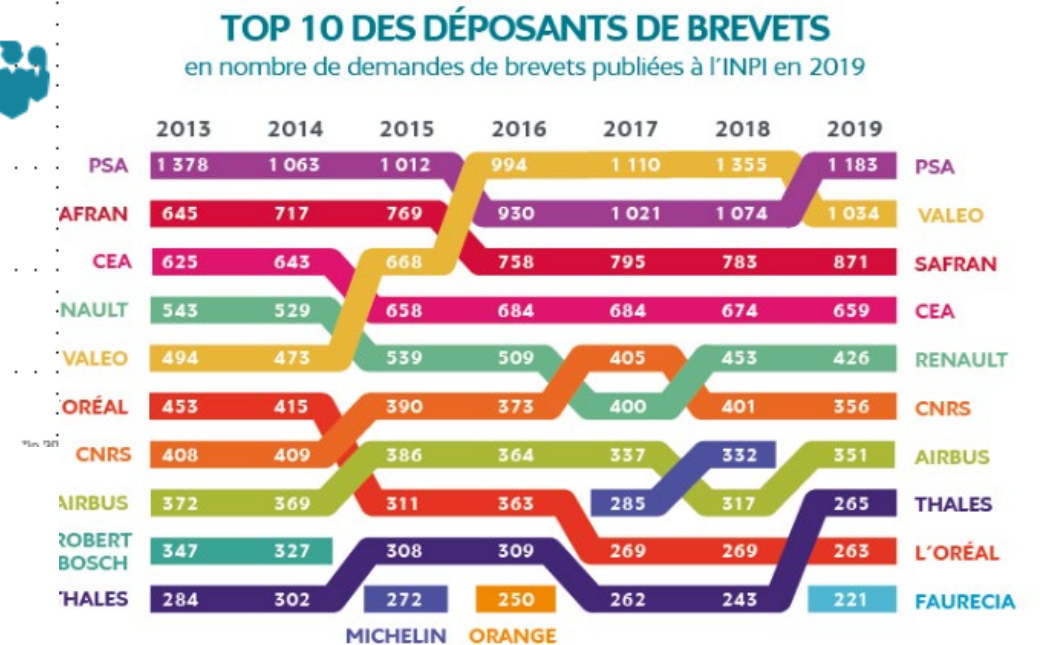 TOP 10 DES DÉPOSANTS DE BREVETS
en nombre de demandes de brevets publiées à l'INPI en 2019
2013 2014 2015 2016 2017 2018 2019
PSA 1 378 1 063 1 012 994 1 110 1 355 1 183 PSA
AFRAN 645 717 769 930 1 021 1 074 1 034 VALEO
CEA 625 643 668 758 795 783 871 SAFRAN
NAULT 543 529 658 684 684 674 659 CEA
VALEO 494 473 539 509 405 453 426 RENAULT
'ORÉAL 453 415 390 373 400 401 356 CNRS
CNRS 408 409 386 364 337 332 351 AIRBUS
AIRBUS 372 369 311 363 285 317 265 THALES
ROBERT
BOSCH 347 327 308 309 269 269 263 L'ORÉAL
HALES 284 302 272 250 262 243 221 FAURECIA
MICHELIN ORANGE